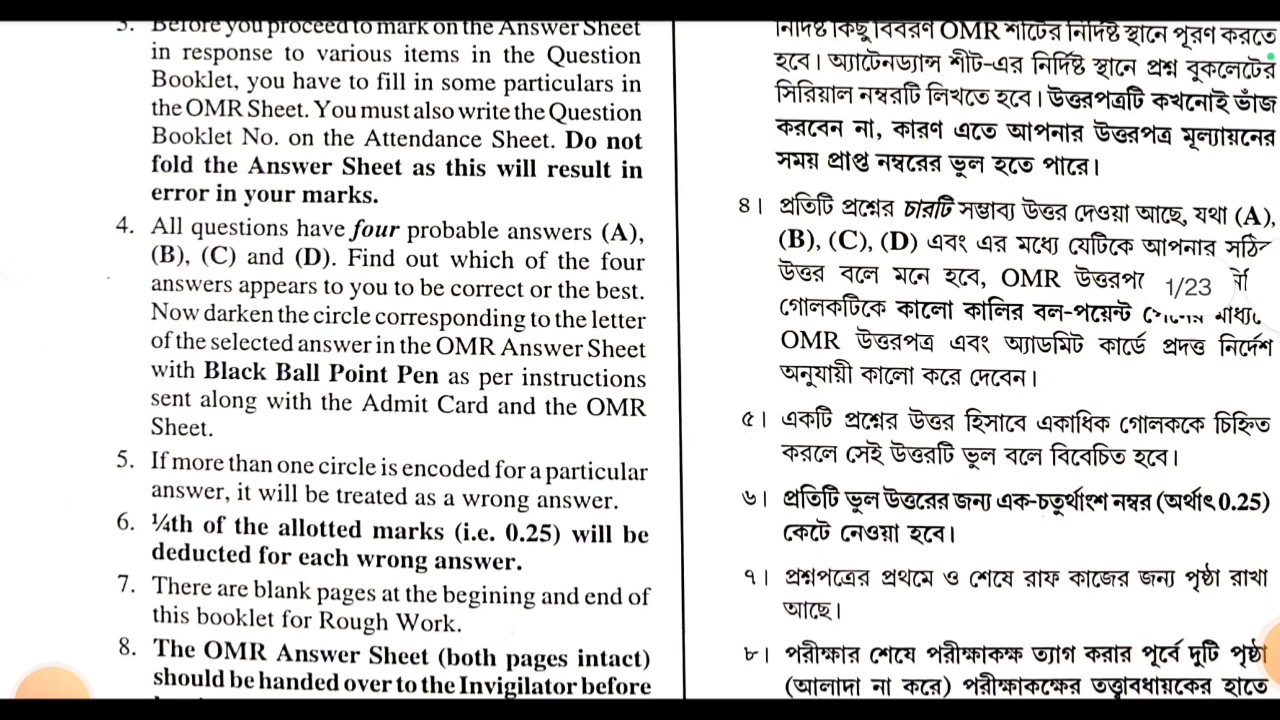 3. Before you proceed to mark on the Answer Sheet
in response to various items in the Question
Booklet, you have to fill in some particulars in
the OMR Sheet. You must also write the Question
Booklet No. on the Attendance Sheet. Do not
fold the Answer Sheet as this will result in
error in your marks.
4. All questions have four probable answers (A),
(B), (C) and (D). Find out which of the four
answers appears to you to be correct or the best.
Now darken the circle corresponding to the letter
of the selected answer in the OMR Answer Sheet
with Black Ball Point Pen as per instructions
sent along with the Admit Card and the OMR
Sheet.
5. If more than one circle is encoded for a particular
answer, it will be treated as a wrong answer.
6. ¼th of the allotted marks (i.e. 0.25) will be
deducted for each wrong answer.
7. There are blank pages at the begining and end of
this booklet for Rough Work.
8. The OMR Answer Sheet (both pages intact)
should be handed over to the Invigilator before
নির্দিষ্ট কিছু বিবরণ OMR শীটের নির্দিষ্ট স্থানে পূরণ করতে
হবে। অ্যাটেনড্যান্স শীট-এর নির্দিষ্ট স্থানে প্রশ্ন বুকলেটের
সিরিয়াল নম্বরটি লিখতে হবে। উত্তরপত্রটি কখনোই ভাঁজ
করবেন না, কারণ এতে আপনার উত্তরপত্র মূল্যায়নের
সময় প্রাপ্ত নম্বরের ভুল হতে পারে।
৪। প্রতিটি প্রশ্নের চারটি সম্ভাব্য উত্তর দেওয়া আছে, যথা (A),
(B), (C), (D) এবং এর মধ্যে যেটিকে আপনার
উত্তর বলে মনে হবে, OMR
1/23
গোলকটিকে কালো কালির বল-পয়েন্ট
OMR উত্তরপত্র এবং অ্যাডমিট কার্ডে প্রদত্ত নির্দেশ
অনুযায়ী কালো করে দেবেন।
৫। একটি প্রশ্নের উত্তর হিসাবে একাধিক গোলককে চিহ্নিত
করলে সেই উত্তরটি ভুল বলে বিবেচিত হবে।
৬। প্রতিটি ভুল উত্তরের জন্য এক-চতুর্থাংশ নম্বর (অর্থাৎ 0.25)
কেটে নেওয়া হবে।
৭। প্রশ্নপত্রের প্রথমে ও শেষে রাফ কাজের জন্য পৃষ্ঠা রাখা
আছে।
৮। পরীক্ষার শেষে পরীক্ষাকক্ষ ত্যাগ করার পূর্বে দুটি পৃষ্ঠা
(আলাদা না করে) পরীক্ষাকক্ষের তত্ত্বাবধায়কের হাতে